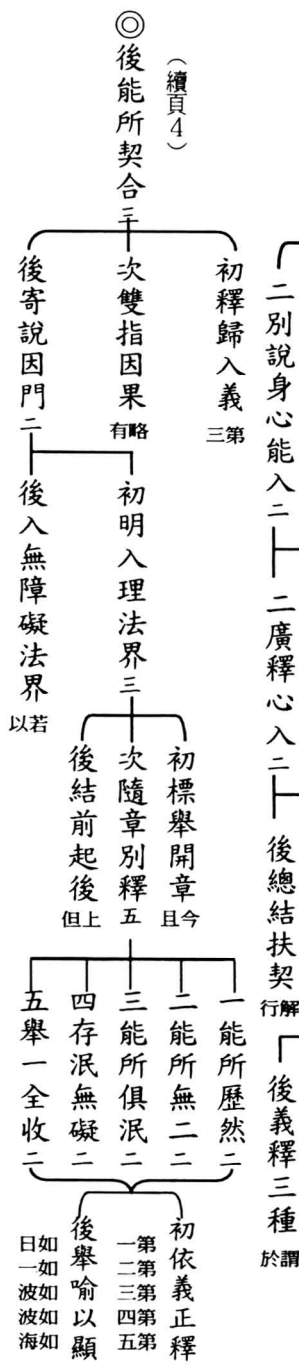 二別說身心能入二
二廣釋心入二
後總結扶契
解行
後義釋三種
謂於
(續頁4)
◎後能所契合三
初釋歸入義
第三
次雙指因果
略有
後寄說因門二
初明入理法界三
後入無障礙法界
若以
初標舉開章
今且
次隨章別釋五
後結前起後
上但
一能所歷然二
二能所無二二
三能所俱泯二
四存泯無礙二
五舉一全收二
初依義正釋
第一
第二
第三
第四
第五
後舉喻以顯
如日
如一
如波
如波
如海